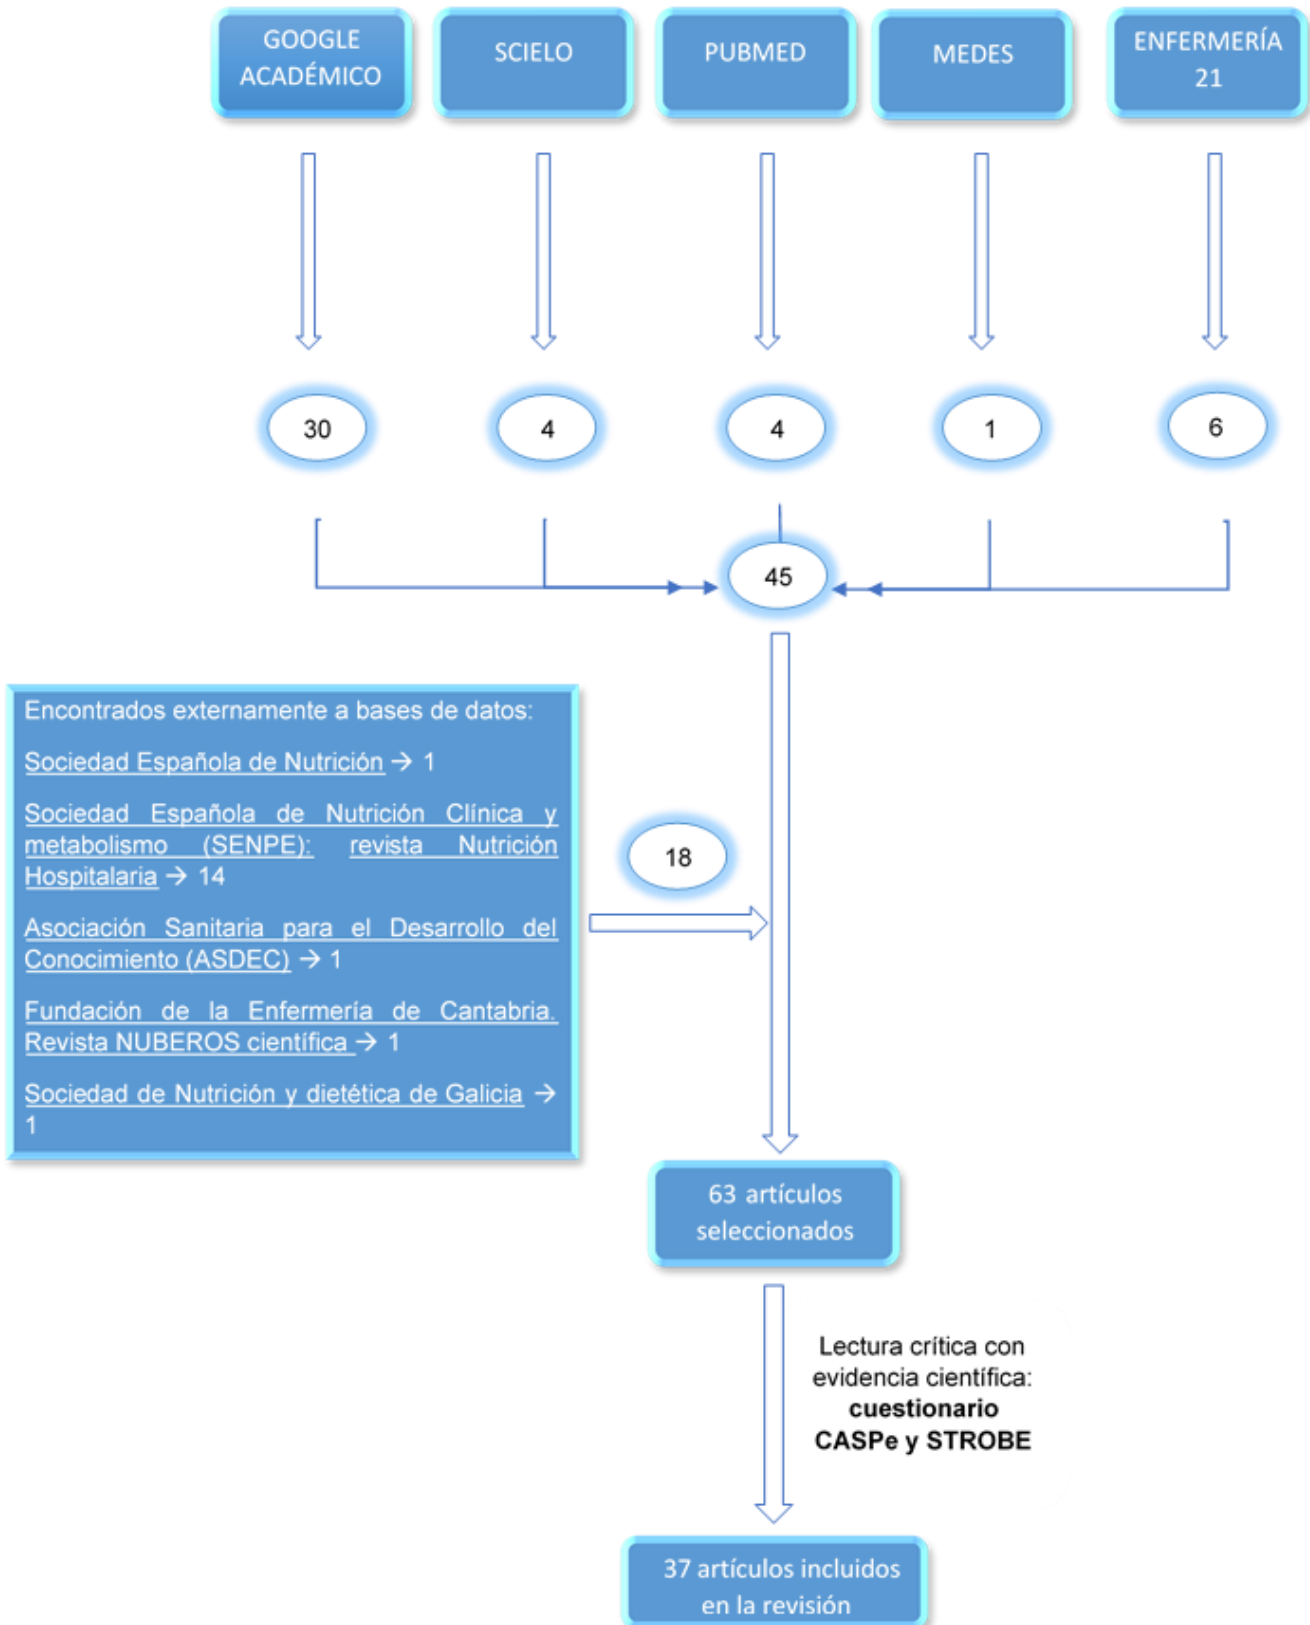 GOOGLE
ACADÉMICO
SCIELO
PUBMED
MEDES
ENFERMERÍA
21
30
4
4
1
6
45
Encontrados externamente a bases de datos:
Sociedad Española de Nutrición → 1
Sociedad Española de Nutrición Clínica y
metabolismo (SENPE): revista Nutrición
Hospitalaria → 14
Asociación Sanitaria para el Desarrollo del
Conocimiento (ASDEC) → 1
Fundación de la Enfermería de Cantabria.
Revista NUBEROS científica → 1
Sociedad de Nutrición y dietética de Galicia →
1
18
63 artículos
seleccionados
Lectura crítica con
evidencia científica:
cuestionario
CASPe y STROBE
37 artículos incluidos
en la revisión